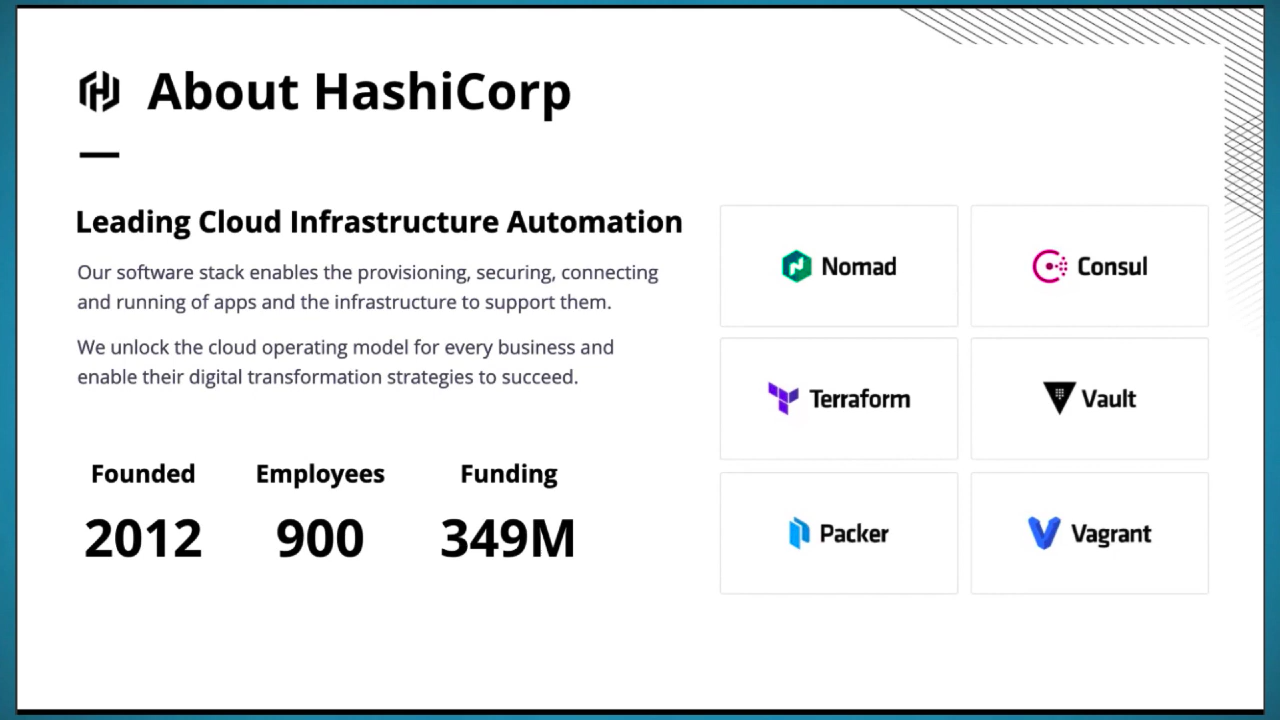 About HashiCorp
Leading Cloud Infrastructure Automation
Our software stack enables the provisioning, securing, connecting
and running of apps and the infrastructure to support them.
We unlock the cloud operating model for every business and
enable their digital transformation strategies to succeed.
Founded
2012
Employees
900
Funding
349M
Nomad
Consul
Terraform
Vault
Packer
Vagrant